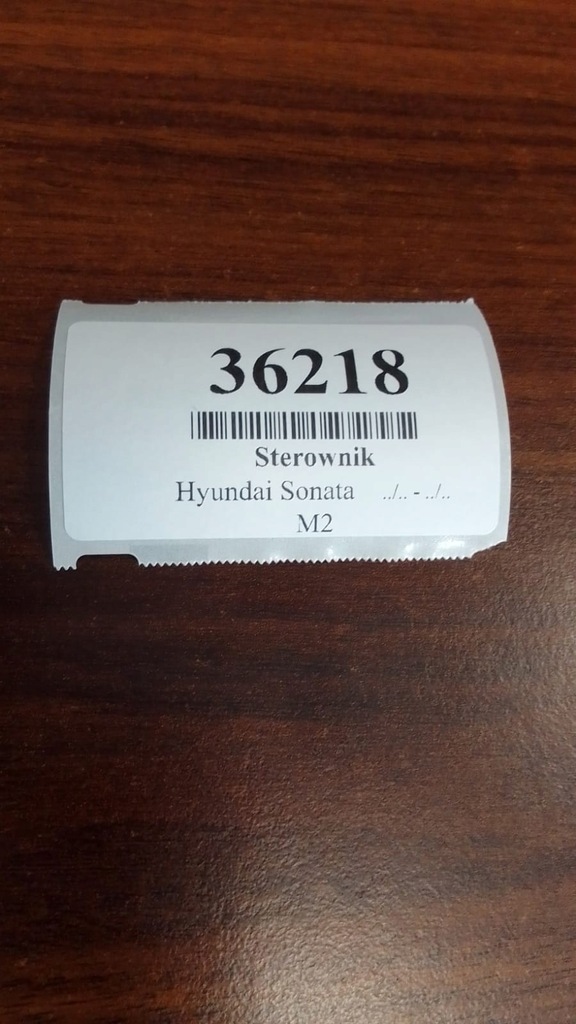 36218
Sterownik
Hyundai Sonata ../.. - ../..
M2